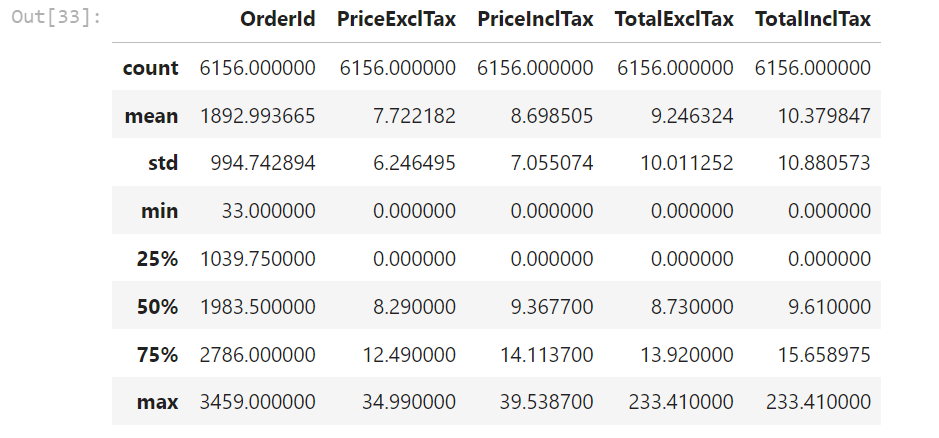 Out[33]:
OrderId PriceExclTax PriceInclTax TotalExclTax TotalInclTax
count 6156.000000 6156.000000 6156.000000 6156.000000 6156.000000
mean 1892.993665 7.722182 8.698505 9.246324 10.379847
std 994.742894 6.246495 7.055074 10.011252 10.880573
min 33.000000 0.000000 0.000000 0.000000 0.000000
25% 1039.750000 0.000000 0.000000 0.000000 0.000000
50% 1983.500000 8.290000 9.367700 8.730000 9.610000
75% 2786.000000 12.490000 14.113700 13.920000 15.658975
max 3459.000000 34.990000 39.538700 233.410000 233.410000